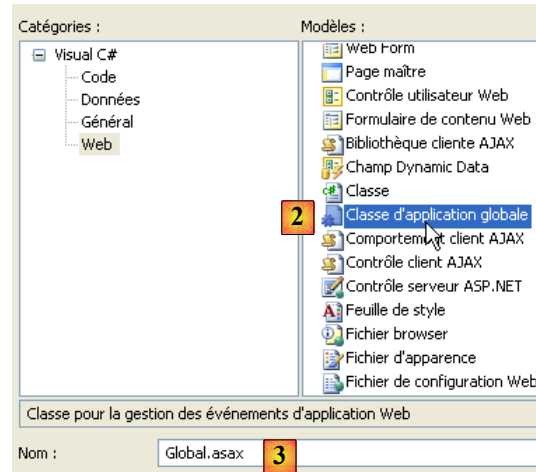 Catégories :
Modèles :
Visual C#
Code
Données
Général
Web
Web Form
Page maître
Contrôle utilisateur Web
Formulaire de contenu Web
Bibliothèque cliente AJAX
Champ Dynamic Data
Classe
2
Classe d'application globale
Comportement client AJAX
Contrôle client AJAX
Contrôle serveur ASP.NET
Feuille de style
Fichier browser
Fichier d'apparence
Fichier de configuration Web
Classe pour la gestion des événements d'application Web
Nom :
Global.asax
3